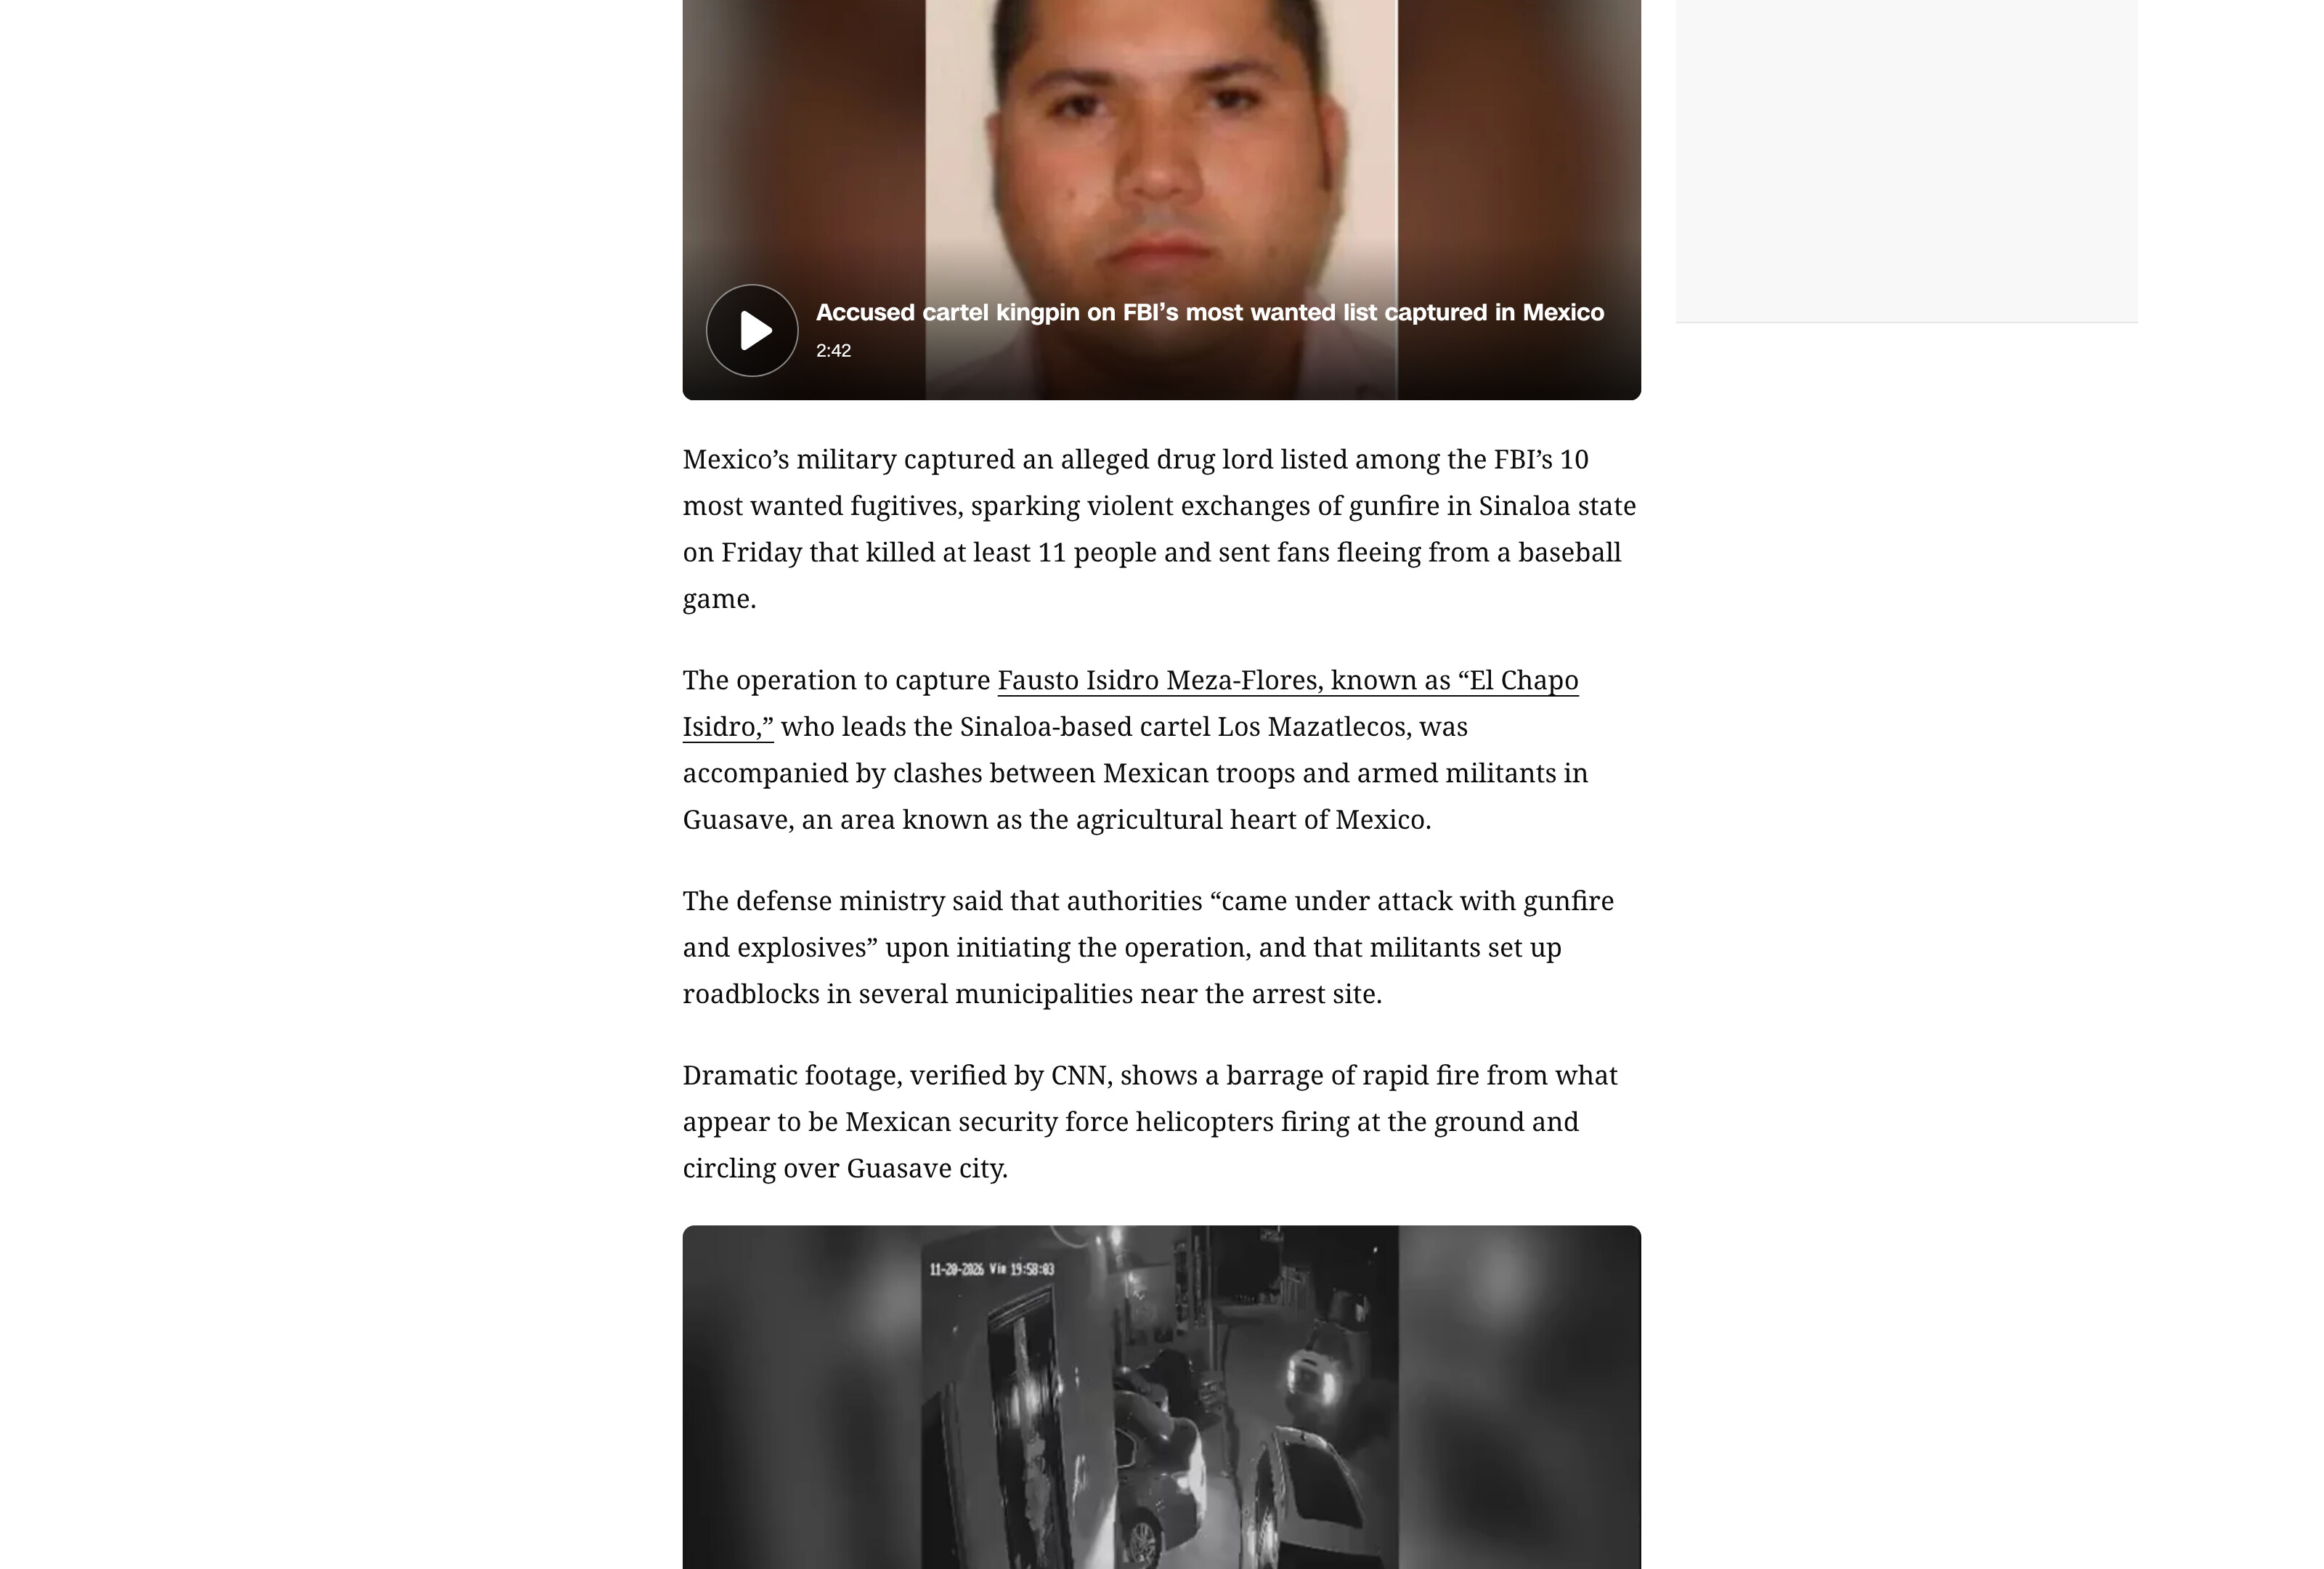 Accused cartel kingpin on FBI’s most wanted list captured in Mexico
2:42
Mexico’s military captured an alleged drug lord listed among the FBI’s 10
most wanted fugitives, sparking violent exchanges of gunfire in Sinaloa state
on Friday that killed at least 11 people and sent fans fleeing from a baseball
game.
The operation to capture Fausto Isidro Meza-Flores, known as “El Chapo
Isidro,” who leads the Sinaloa-based cartel Los Mazatlecos, was
accompanied by clashes between Mexican troops and armed militants in
Guasave, an area known as the agricultural heart of Mexico.
The defense ministry said that authorities “came under attack with gunfire
and explosives” upon initiating the operation, and that militants set up
roadblocks in several municipalities near the arrest site.
Dramatic footage, verified by CNN, shows a barrage of rapid fire from what
appear to be Mexican security force helicopters firing at the ground and
circling over Guasave city.
11-20-2026 Vie 19:58:03